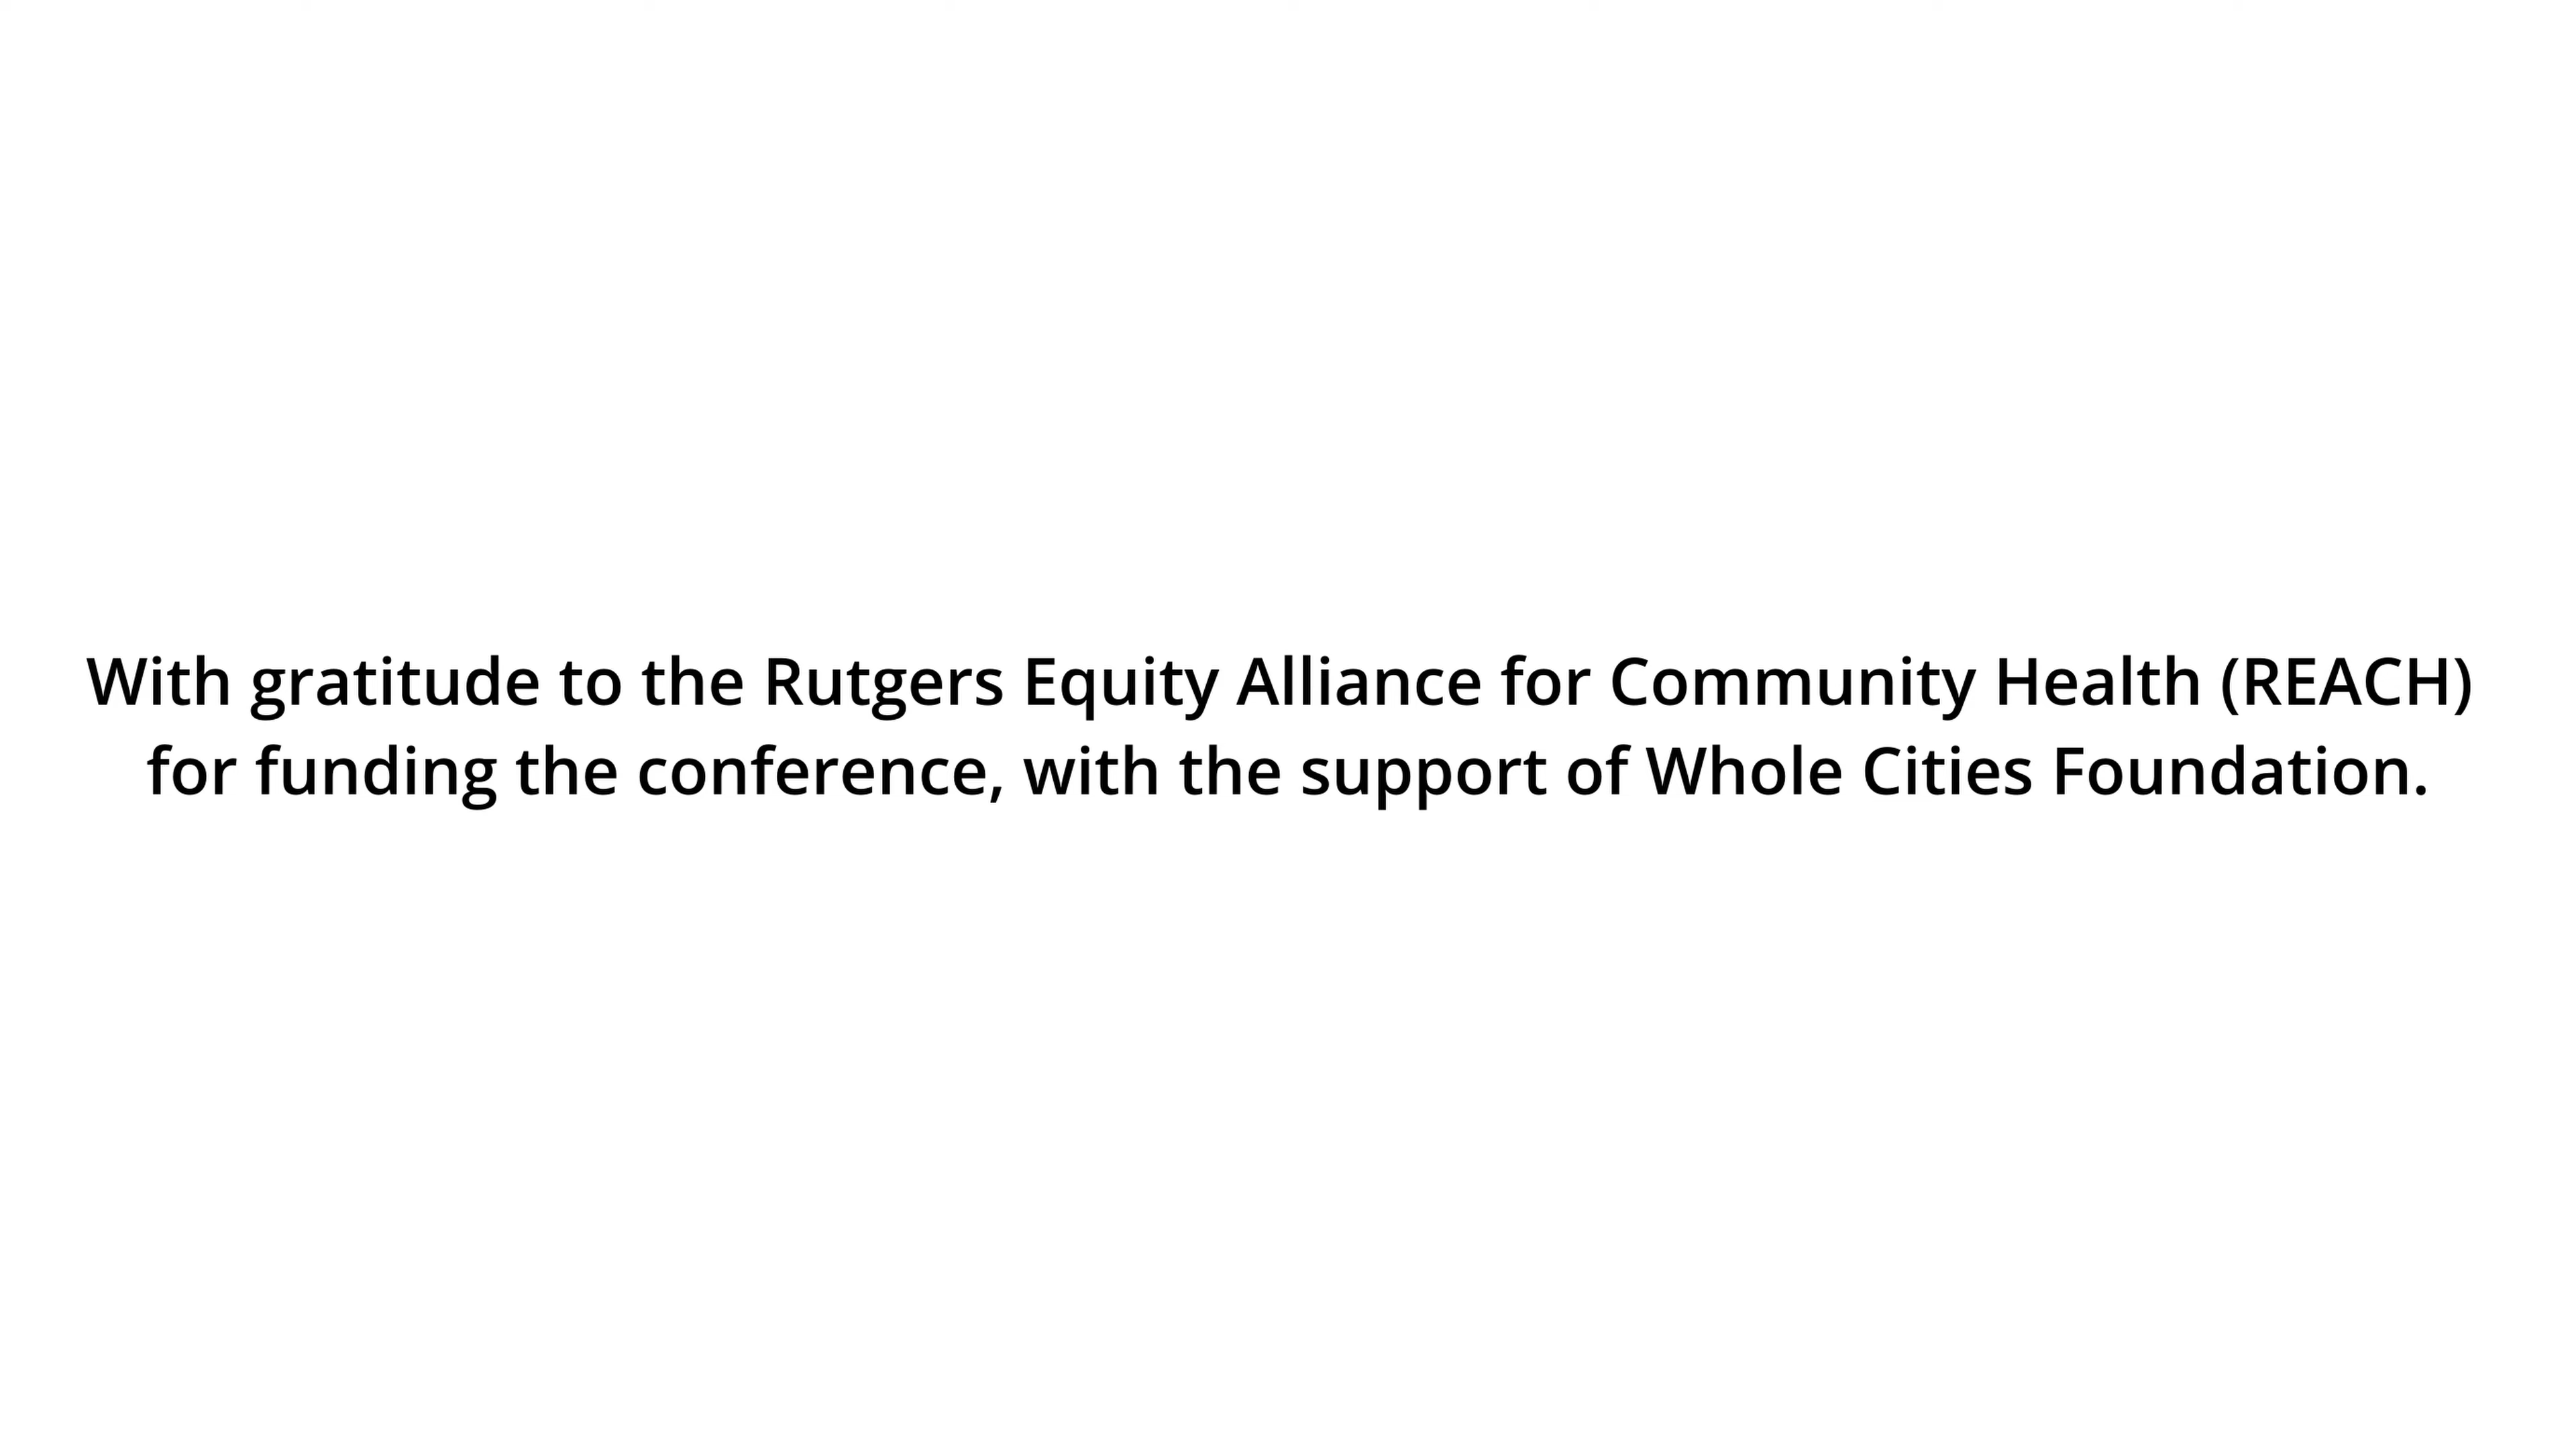 With gratitude to the Rutgers Equity Alliance for Community Health (REACH)
for funding the conference, with the support of Whole Cities Foundation.